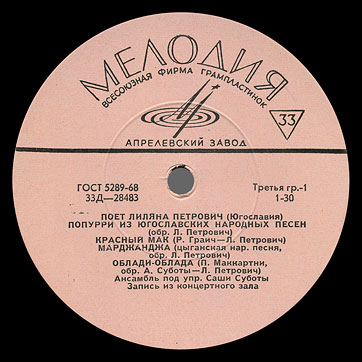 МЕЛОДИЯ
ВСЕСОЮЗНАЯ ФИРМА ГРАМПЛАСТИНОК
33
АПРЕЛЕВСКИЙ ЗАВОД
ГОСТ 5289-68
Третья гр.-1
33Д—28483
1-30
ПОЕТ ЛИЛЯНА ПЕТРОВИЧ (Югославия)
ПОПУРРИ ИЗ ЮГОСЛАВСКИХ НАРОДНЫХ ПЕСЕН
(обр. Л. Петрович)
КРАСНЫЙ МАК (Р. Граич—Л. Петрович)
МАРДЖАНДЖА (цыганская нар. песня,
обр. Л. Петрович)
ОБЛАДИ-ОБЛАДА (П. Маккартни,
обр. А. Суботы—Л. Петрович)
Ансамбль под упр. Саши Суботы
Запись из концертного зала